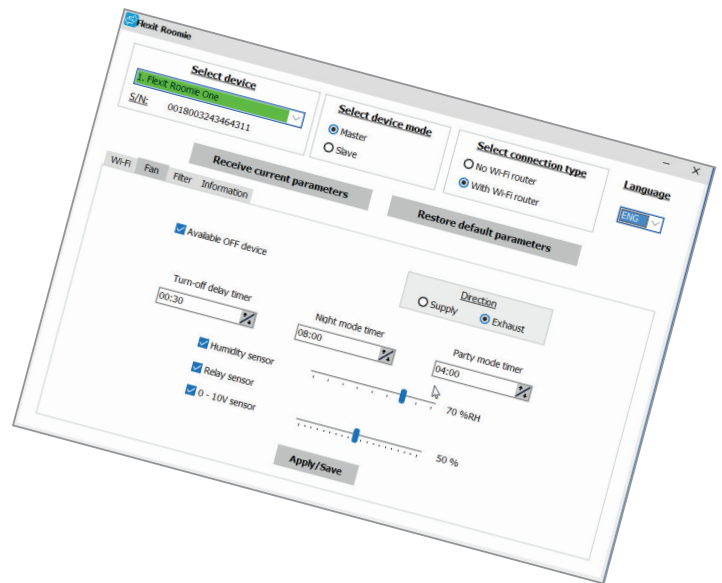 Flexit Roomie
Select device
1. Flexit Roomie One
S/N: 0018003243464311
Select device mode
Master
Slave
Select connection type
No Wi-Fi router
With Wi-Fi router
Language
ENG
Receive current parameters
Restore default parameters
Wi-Fi Fan Filter Information
Available OFF device
Direction
Supply Exhaust
Turn-off delay timer
00:30
Night mode timer
08:00
Party mode timer
04:00
Humidity sensor
70 %RH
Relay sensor
0 - 10V sensor
50 %
Apply/Save